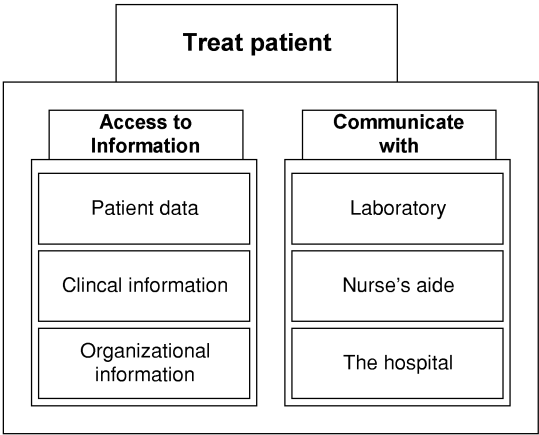 Treat patient
Access to
Information
Patient data
Clincal information
Organizational
information
Communicate
with
Laboratory
Nurse's aide
The hospital